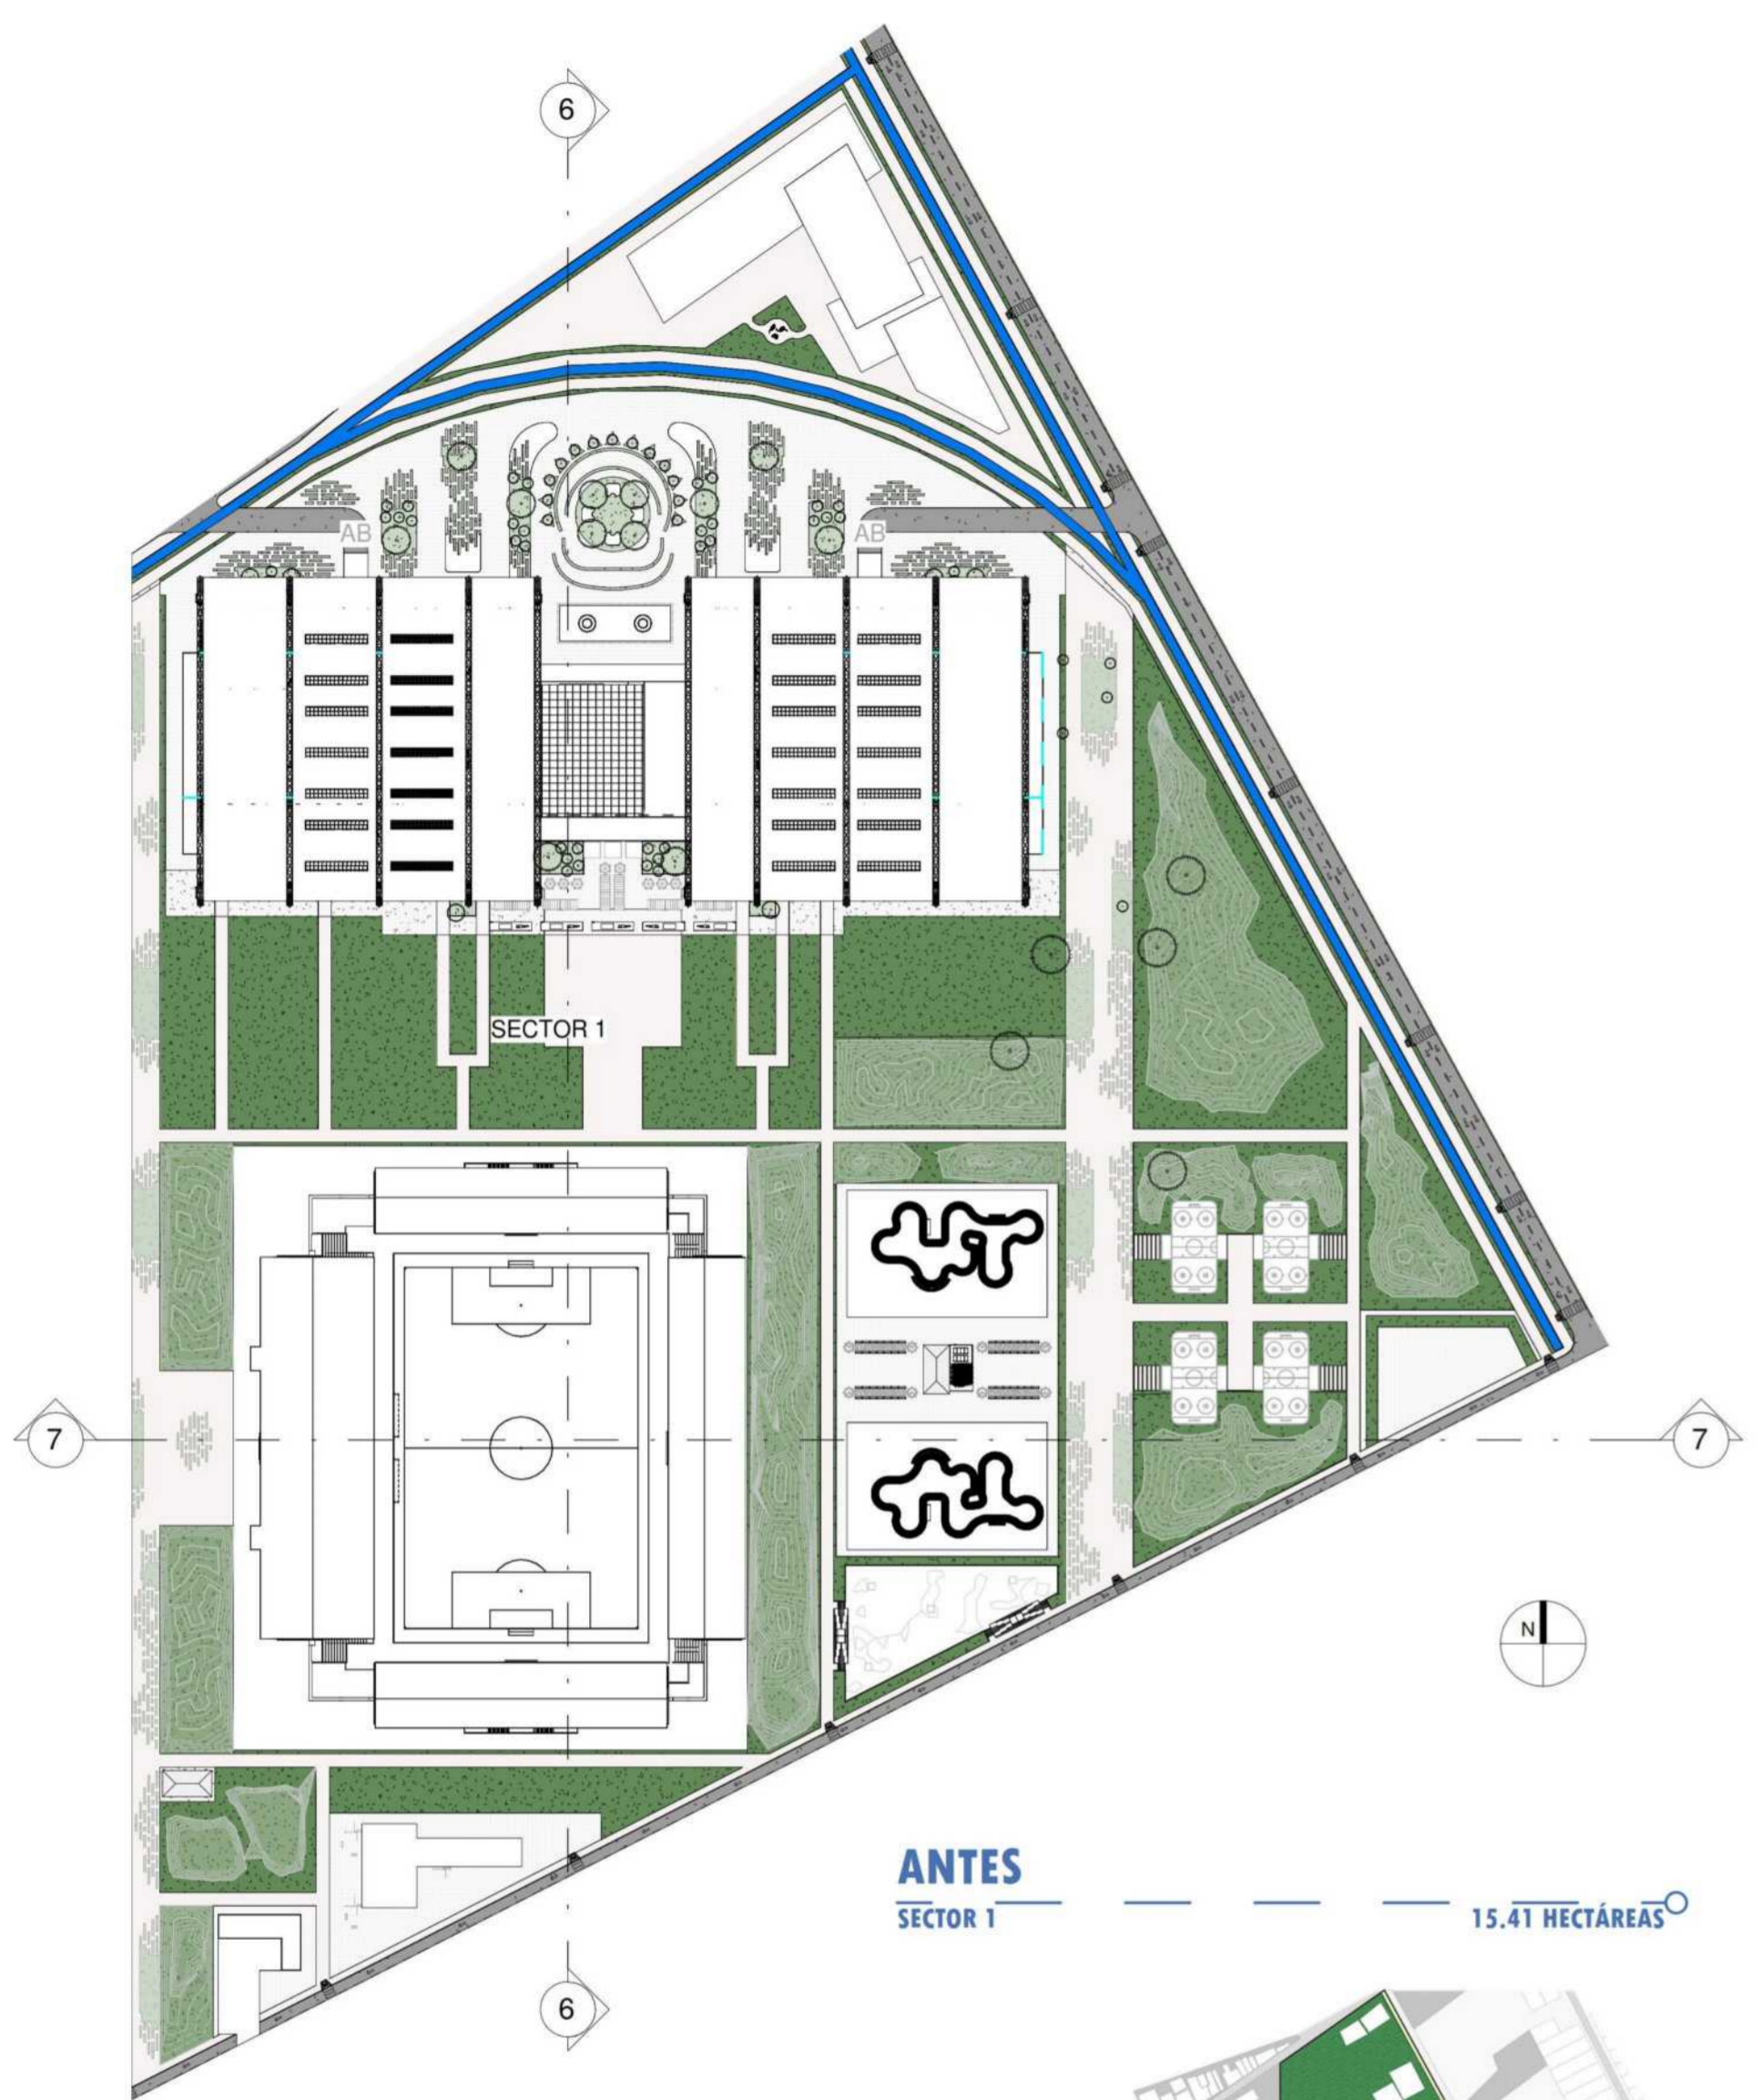 6
AB AB
SECTOR 1
7 7
N
ANTES
SECTOR 1 15.41 HECTÁREAS
6